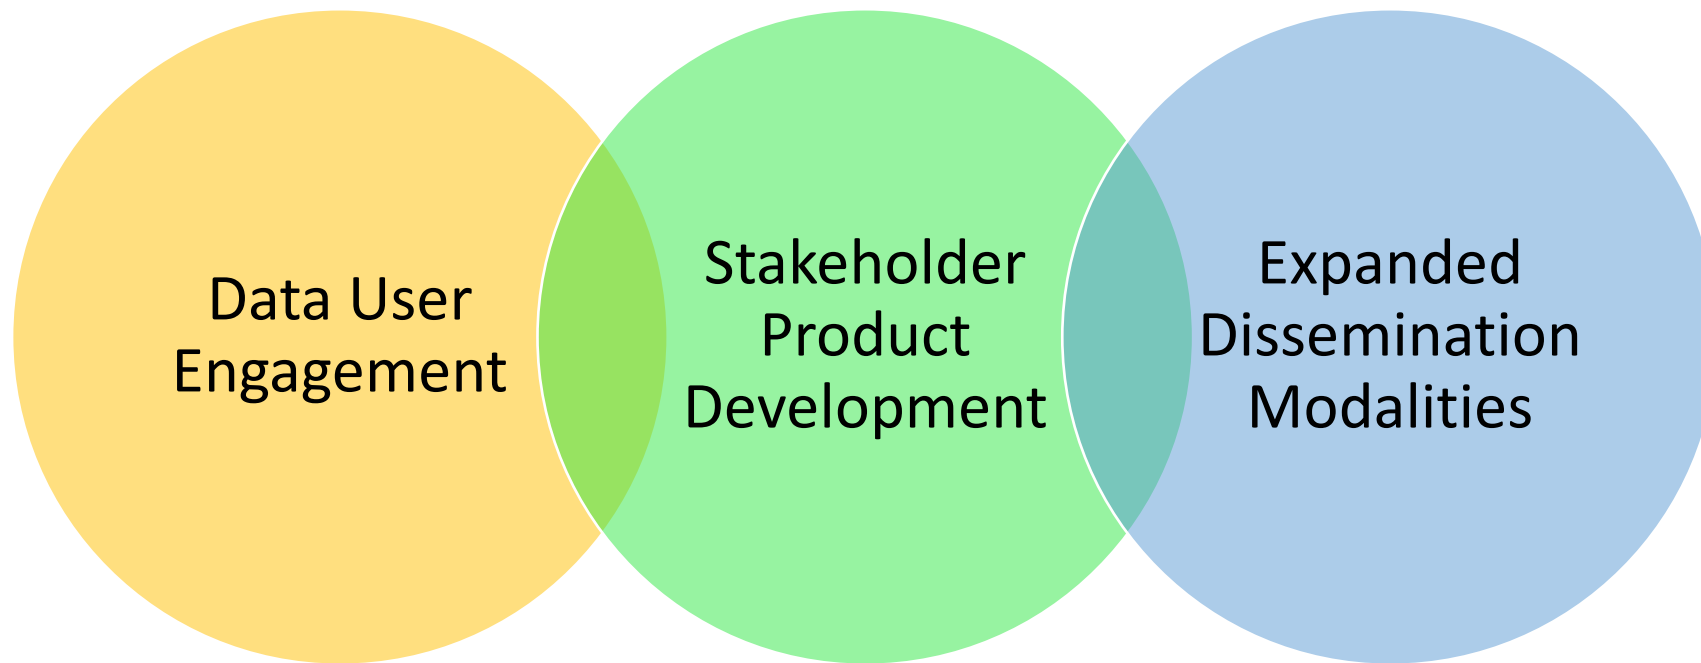 Data User
Engagement
Stakeholder
Product
Development
Expanded
Dissemination
Modalities